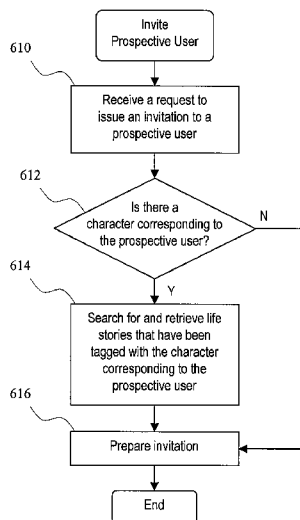 Invite
Prospective User
610
Receive a request to
issue an invitation to a
prospective user
612
Is there a
character corresponding to
the prospective user?
N
Y
614
Search for and retrieve life
stories that have been
tagged with the character
corresponding to the
prospective user
616
Prepare invitation
End